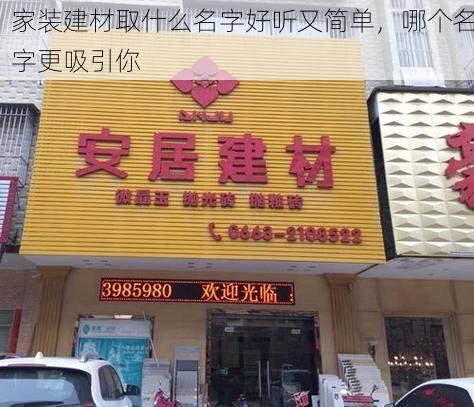 家装建材取什么名字好听又简单，哪个名
字更吸引你
安居建材
微晶玉 抛光砖 抛釉砖
0663-2108522
3985980 欢迎光临